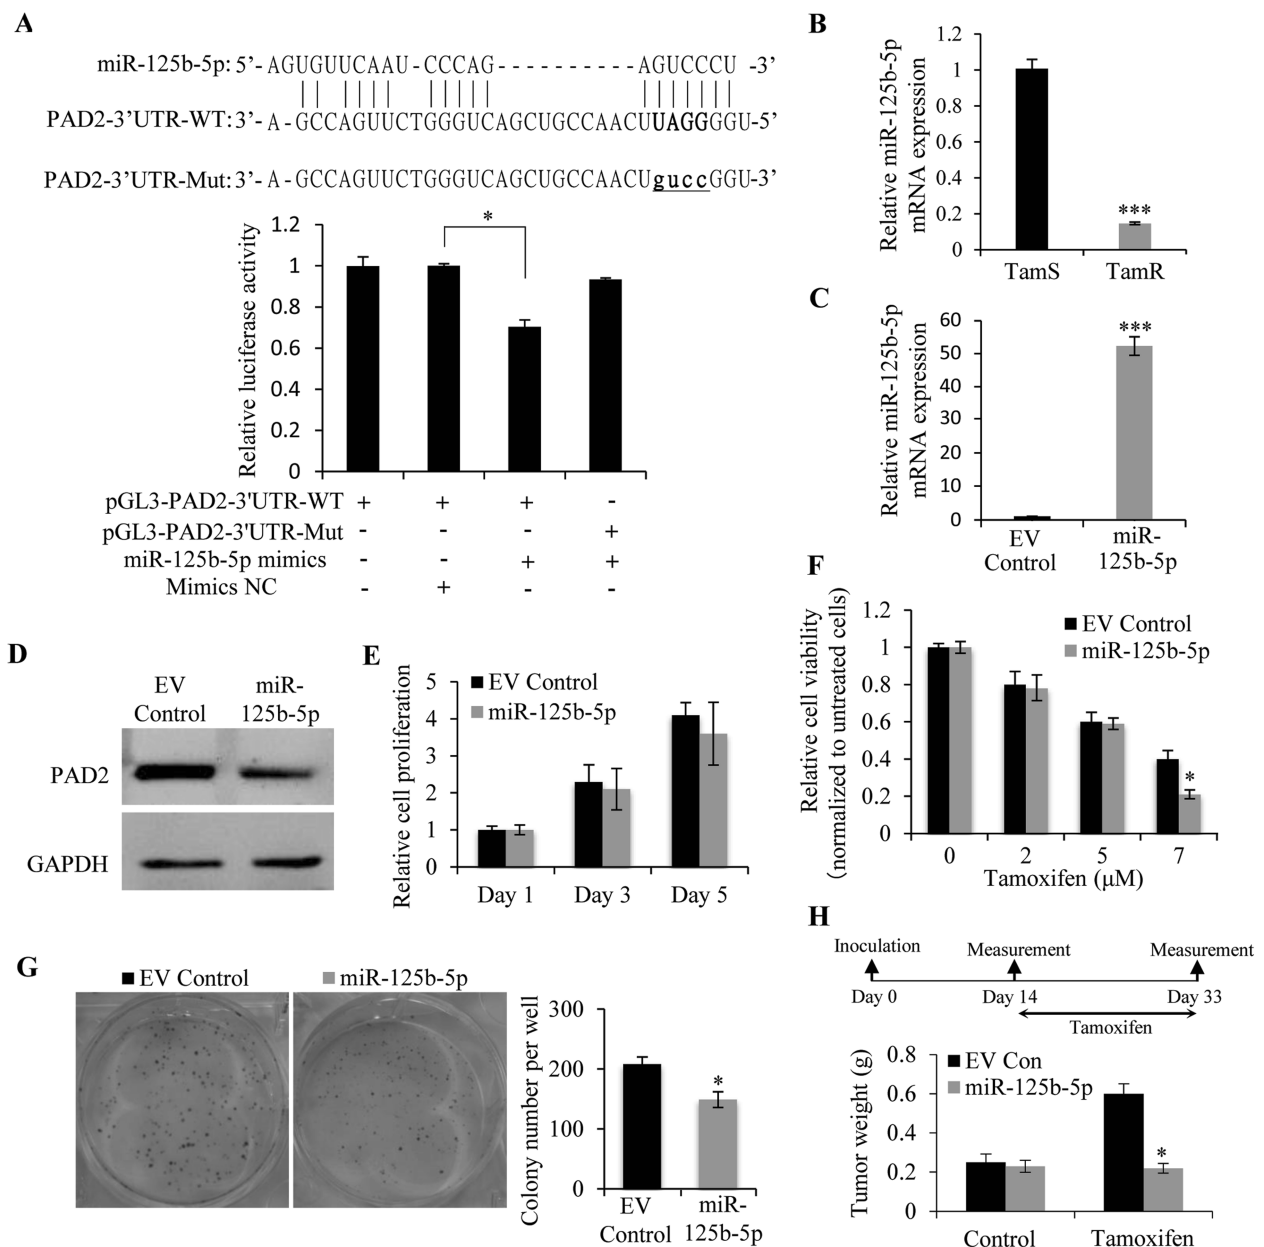 A
miR-125b-5p: 5’- AGUGUUCAAU -CCCAG- - - - - - - - - - AGUCCCU -3’
PAD2-3’UTR-WT: 3’- A -GCCAGUUCUGGGUCAGCUGCCAACUUAGGGGU-5’
PAD2-3’UTR-Mut: 3’- A -GCCAGUUCUGGGUCAGCUGCCAACUguccGGU-3’
Relative luciferase activity
1.2
1
0.8
0.6
0.4
0.2
0
*
pGL3-PAD2-3'UTR-WT + + + -
pGL3-PAD2-3'UTR-Mut - - - +
miR-125b-5p mimics - - + +
Mimics NC - + - -
B
Relative miR-125b-5p
mRNA expression
1.2
1
0.8
0.6
0.4
0.2
0
***
TamS TamR
C
Relative miR-125b-5p
mRNA expression
60
50
40
30
20
10
0
***
EV
Control
miR-
125b-5p
D
EV
Control
miR-
125b-5p
PAD2
GAPDH
E
Relative cell proliferation
5
4
3
2
1
0
EV Control
miR-125b-5p
Day 1 Day 3 Day 5
F
Relative cell viability
(normalized to untreated cells)
1.2
1
0.8
0.6
0.4
0.2
0
EV Control
miR-125b-5p
*
0 2 5 7
Tamoxifen (µM)
G
EV Control miR-125b-5p
Colony number per well
300
200
100
0
*
EV
Control
miR-
125b-5p
H
Inoculation Measurement Measurement
Day 0 Day 14 Day 33
Tamoxifen
Tumor weight (g)
0.8
0.6
0.4
0.2
0
EV Con
miR-125b-5p
*
Control Tamoxifen